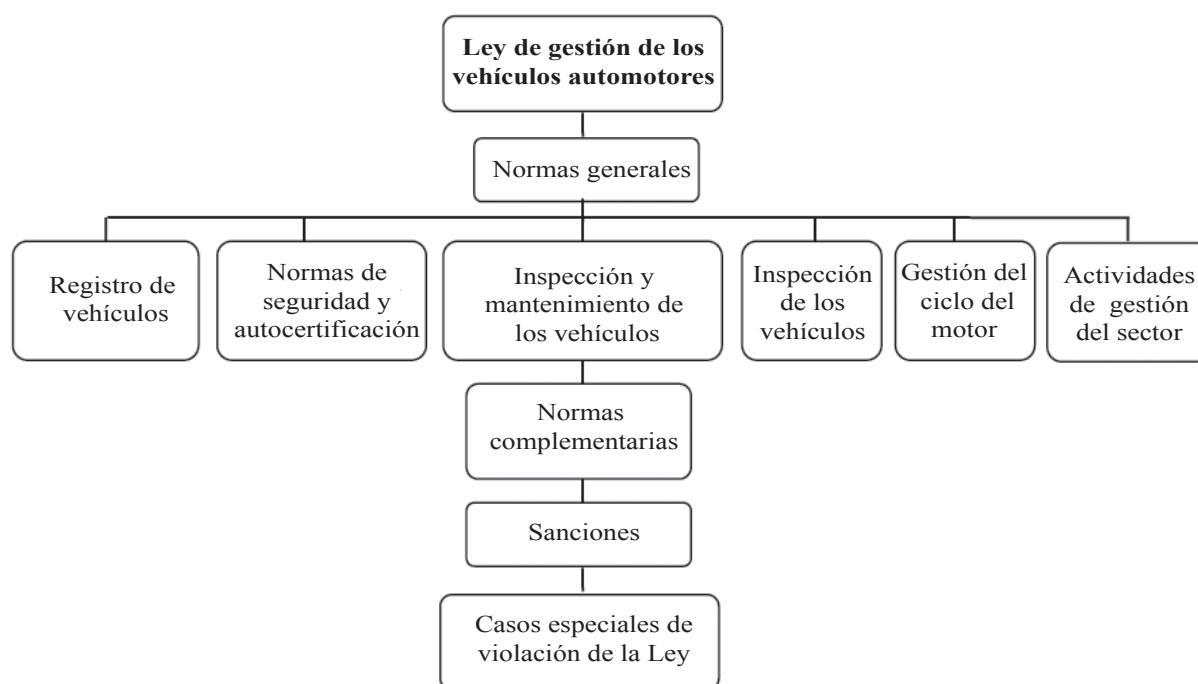 Ley de gestión de los
vehículos automotores
Normas generales
Registro de
vehículos
Normas de
seguridad y
autocertificación
Inspección y
mantenimiento de
los vehículos
Inspección
de los
vehículos
Gestión del
ciclo del
motor
Actividades
de gestión
del sector
Normas
complementarias
Sanciones
Casos especiales de
violación de la Ley